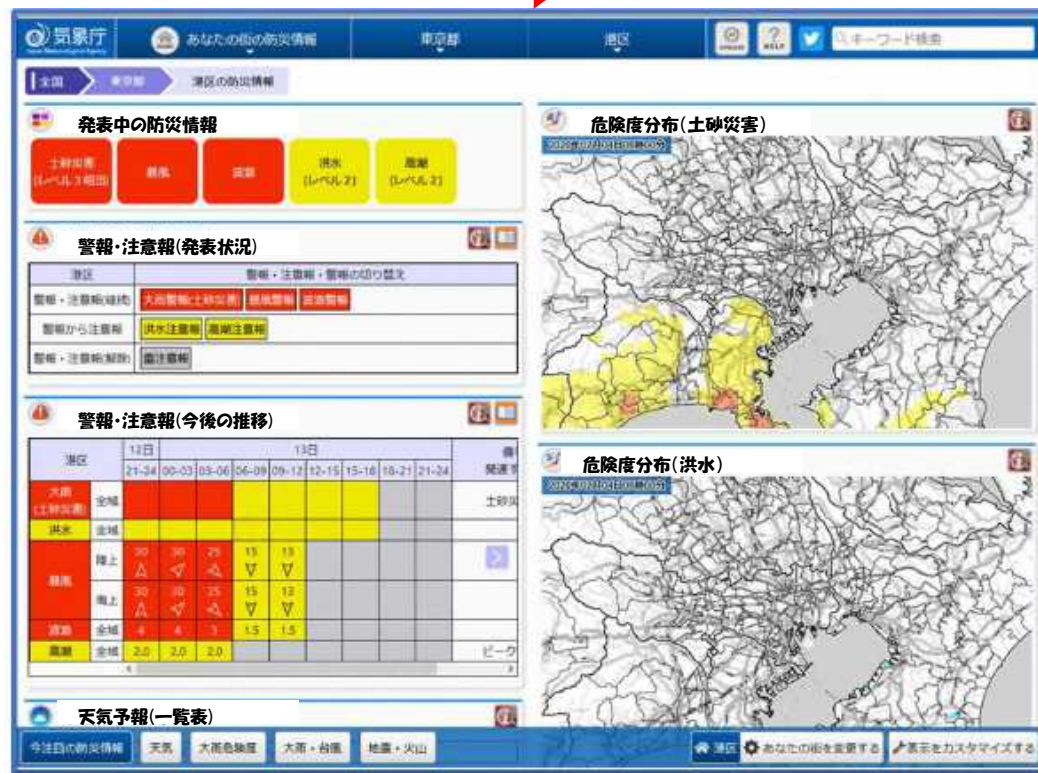 気象庁
あなたの街の防災情報
東京都
港区
HELP
キーワード検索
全国
東京都
港区の防災情報
発表中の防災情報
土砂災害
(レベル3相当)
暴風
波浪
洪水
(レベル2)
高潮
(レベル2)
警報・注意報(発表状況)
港区 警報・注意報・警報の切り替え
警報・注意報(継続) 大雨警報(土砂災害) 暴風警報 波浪警報
警報から注意報 洪水注意報 高潮注意報
警報・注意報(解除) 雷注意報
警報・注意報(今後の推移)
港区 12日 13日
21-24 00-03 03-06 06-09 09-12 12-15 15-18 18-21 21-24
大雨
(土砂災害) 全域 土砂災
洪水 全域
暴風 陸上 30 30 25 15 13
海上 30 30 25 15 13
波浪 全域 4 4 3 1.5 1.5
高潮 全域 2.0 2.0 2.0 ピーク
天気予報(一覧表)
危険度分布(土砂災害)
危険度分布(洪水)
今注目の防災情報 天気 大雨危険度 大雨・台風 地震・火山
港区 あなたの街を変更する 表示をカスタマイズする